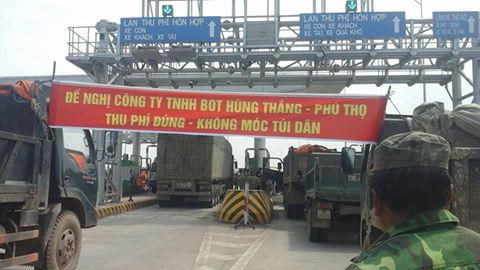 LÀN THU PHÍ HỖN HỢP
XE CON
XE KHÁCH XE TẢI
LÀN THU PHÍ HỖN HỢP
XE CON
XE TẢI XE QUÁ KHỔ
ĐỀ NGHỊ CÔNG TY TNHH BOT HÙNG THẮNG - PHÚ THỌ
THU PHÍ ĐÚNG - KHÔNG MÓC TÚI DÂN